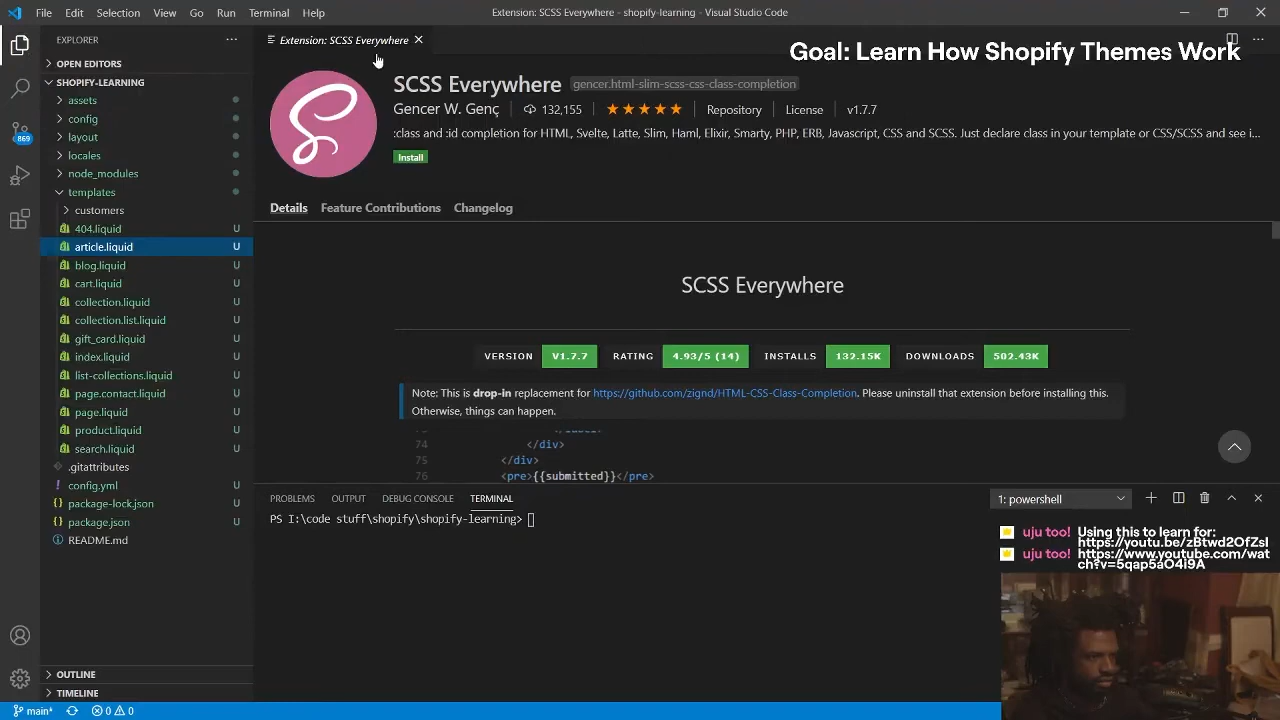 File Edit Selection View Go Run Terminal Help
Extension: SCSS Everywhere - shopify-learning - Visual Studio Code
EXPLORER
Extension: SCSS Everywhere
Goal: Learn How Shopify Themes Work
OPEN EDITORS
SHOPIFY-LEARNING
assets
config
layout
locales
node_modules
templates
customers
404.liquid U
article.liquid U
blog.liquid U
cart.liquid U
collection.liquid U
collection.list.liquid U
gift_card.liquid U
index.liquid U
list-collections.liquid U
page.contact.liquid U
page.liquid U
product.liquid U
search.liquid U
.gitattributes
config.yml
package-lock.json
package.json
README.md
OUTLINE
TIMELINE
869
SCSS Everywhere gencer.html-slim-scss-css-class-completion
Gencer W. Genç 132,155 Repository License v1.7.7
:class and :id completion for HTML, Svelte, Latte, Slim, Haml, Elixir, Smarty, PHP, ERB, Javascript, CSS and SCSS. Just declare class in your template or CSS/SCSS and see i...
Install
Details Feature Contributions Changelog
SCSS Everywhere
VERSION V1.7.7 RATING 4.93/5 (14) INSTALLS 132.15K DOWNLOADS 502.43K
Note: This is drop-in replacement for https://github.com/zignd/HTML-CSS-Class-Completion. Please uninstall that extension before installing this.
Otherwise, things can happen.
74 </div>
75 </div>
76 <pre>{{submitted}}</pre>
PROBLEMS OUTPUT DEBUG CONSOLE TERMINAL 1: powershell
PS I:\code stuff\shopify\shopify-learning>
uju too! Using this to learn for:
https://youtu.be/zBtwd2OfZsI
uju too! https://www.youtube.com/wat
ch?v=5qap5aO4i9A
main* 0 0